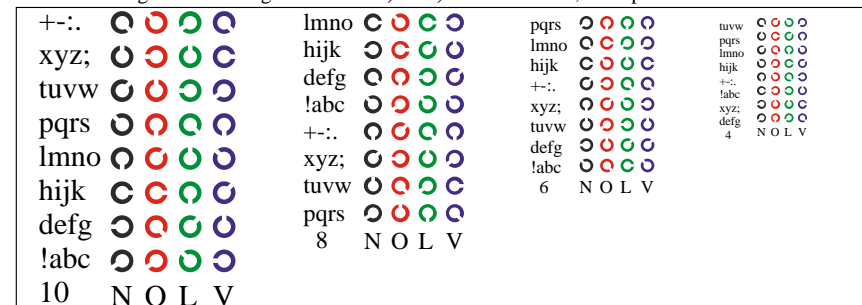 +-:.
xyz;
tuvw
pqrs
lmno
hijk
defg
!abc
10 N O L V
lmno
hijk
defg
!abc
+-:.
xyz;
tuvw
pqrs
8 N O L V
pqrs
lmno
hijk
+-:.
xyz;
tuvw
defg
!abc
6 N O L V
tuvw
pqrs
lmno
hijk
+-:.
!abc
xyz;
defg
4 N O L V